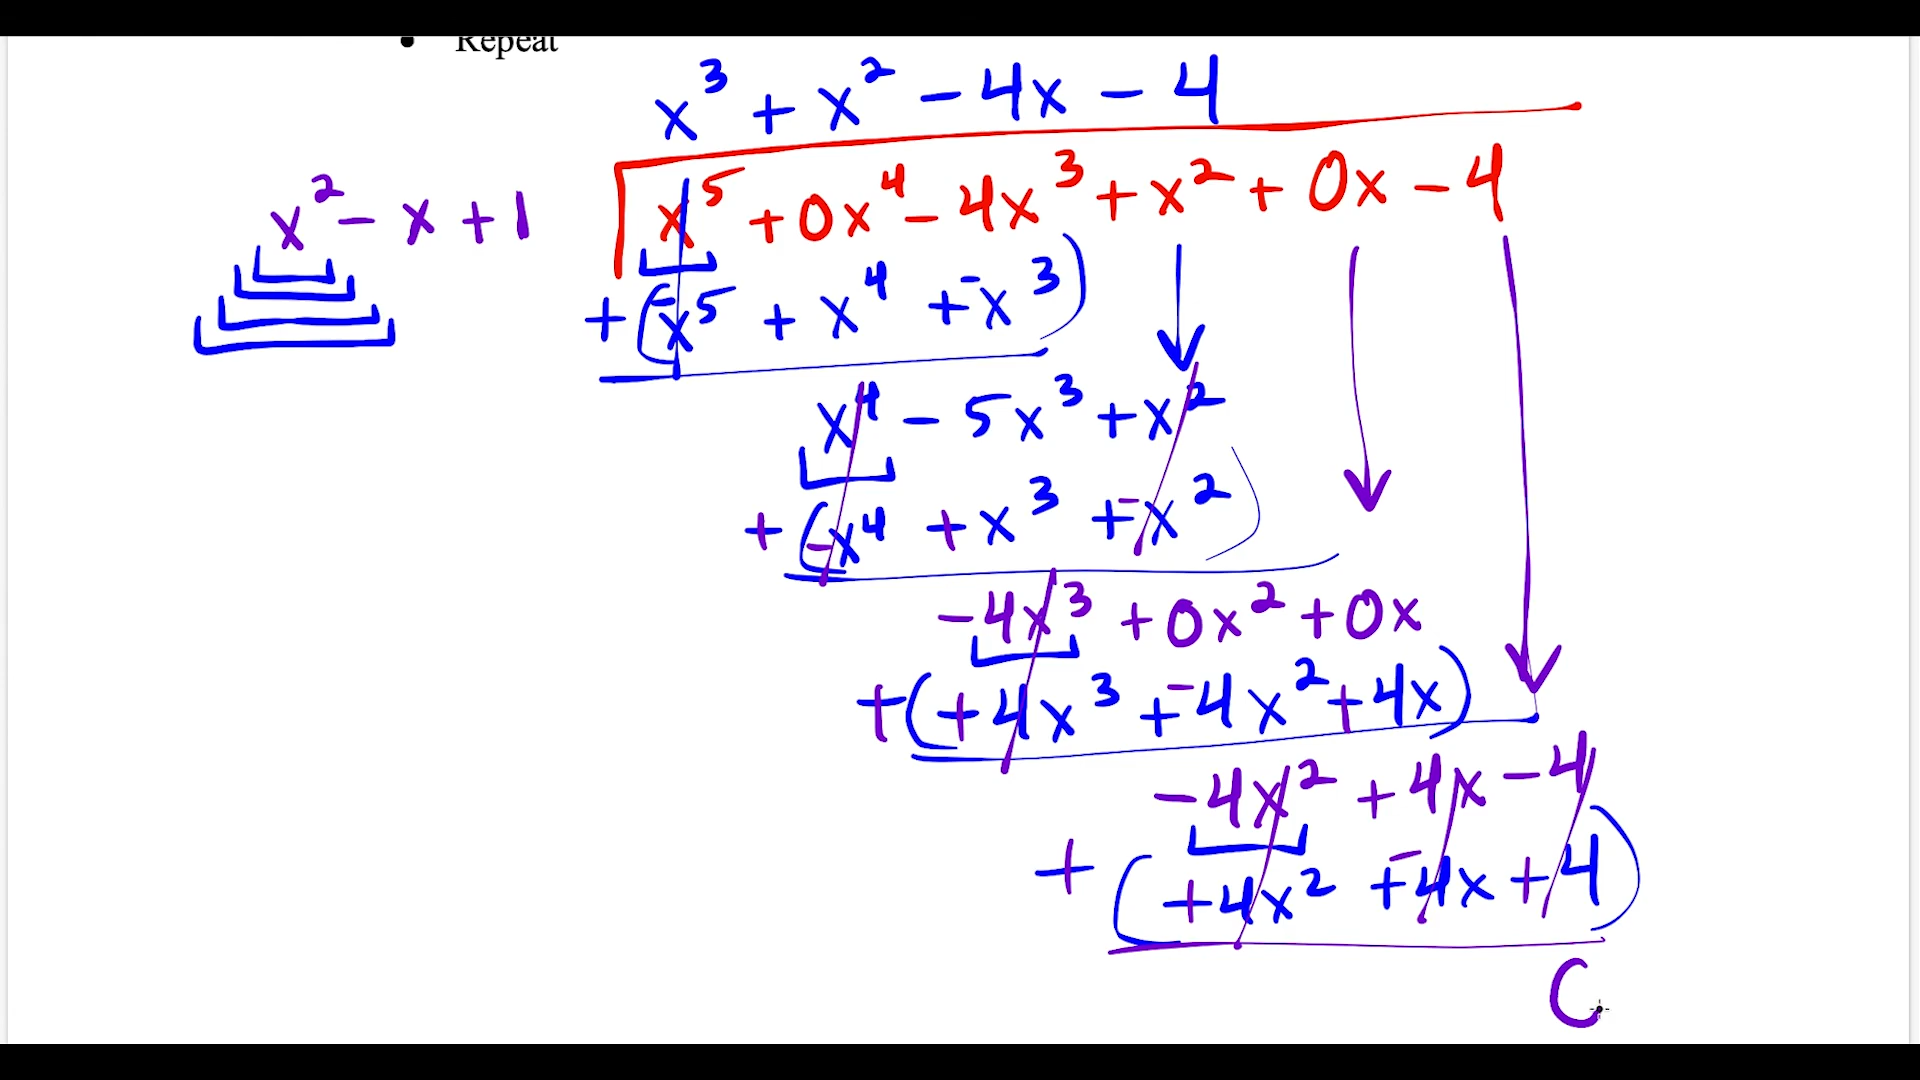 • Repeat
x³ + x² - 4x - 4
x² - x + 1
x⁵ + 0x⁴ - 4x³ + x² + 0x - 4
+ (-x⁵ + x⁴ + -x³)
x⁴ - 5x³ + x²
+ (-x⁴ + x³ + -x²)
-4x³ + 0x² + 0x
+ (+4x³ + -4x² + 4x)
-4x² + 4x - 4
+ (+4x² + -4x + 4)